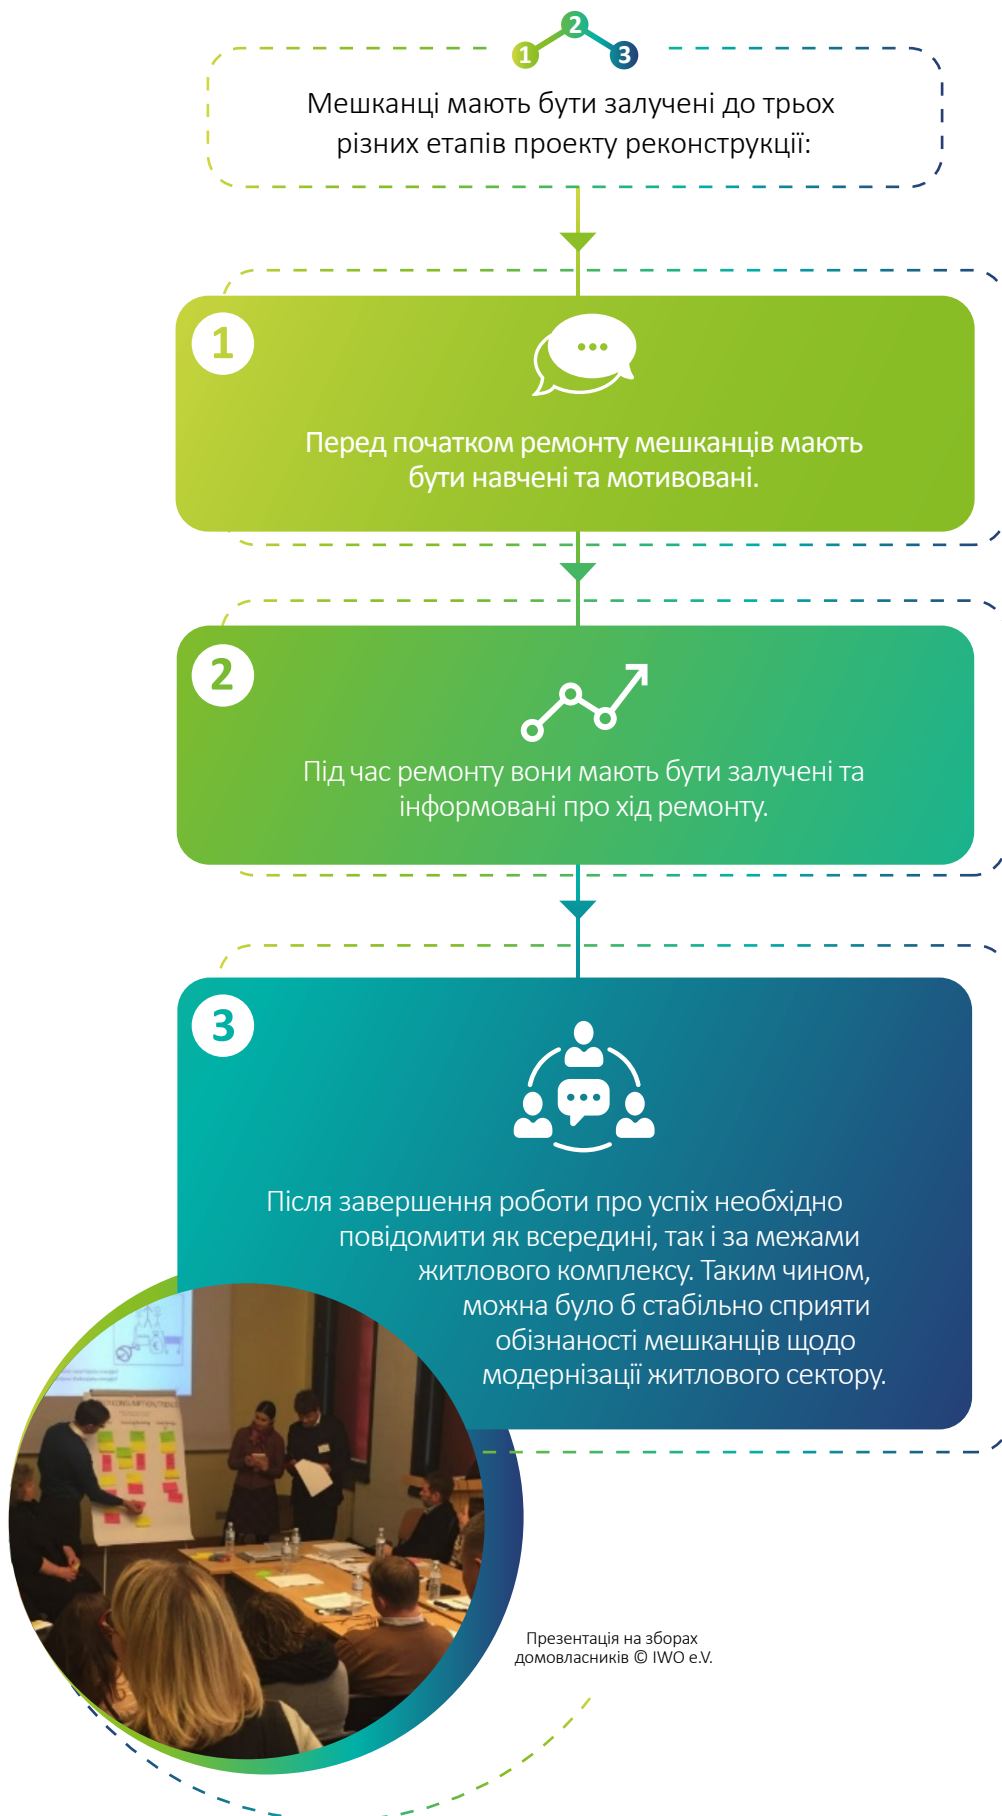 1
2
3
Мешканці мають бути залучені до трьох
різних етапів проекту реконструкції:
1
Перед початком ремонту мешканців мають
бути навчені та мотивовані.
2
Під час ремонту вони мають бути залучені та
інформовані про хід ремонту.
3
Після завершення роботи про успіх необхідно
повідомити як всередині, так і за межами
житлового комплексу. Таким чином,
можна було б стабільно сприяти
обізнаності мешканців щодо
модернізації житлового сектору.
Презентація на зборах
домовласників © IWO e.V.